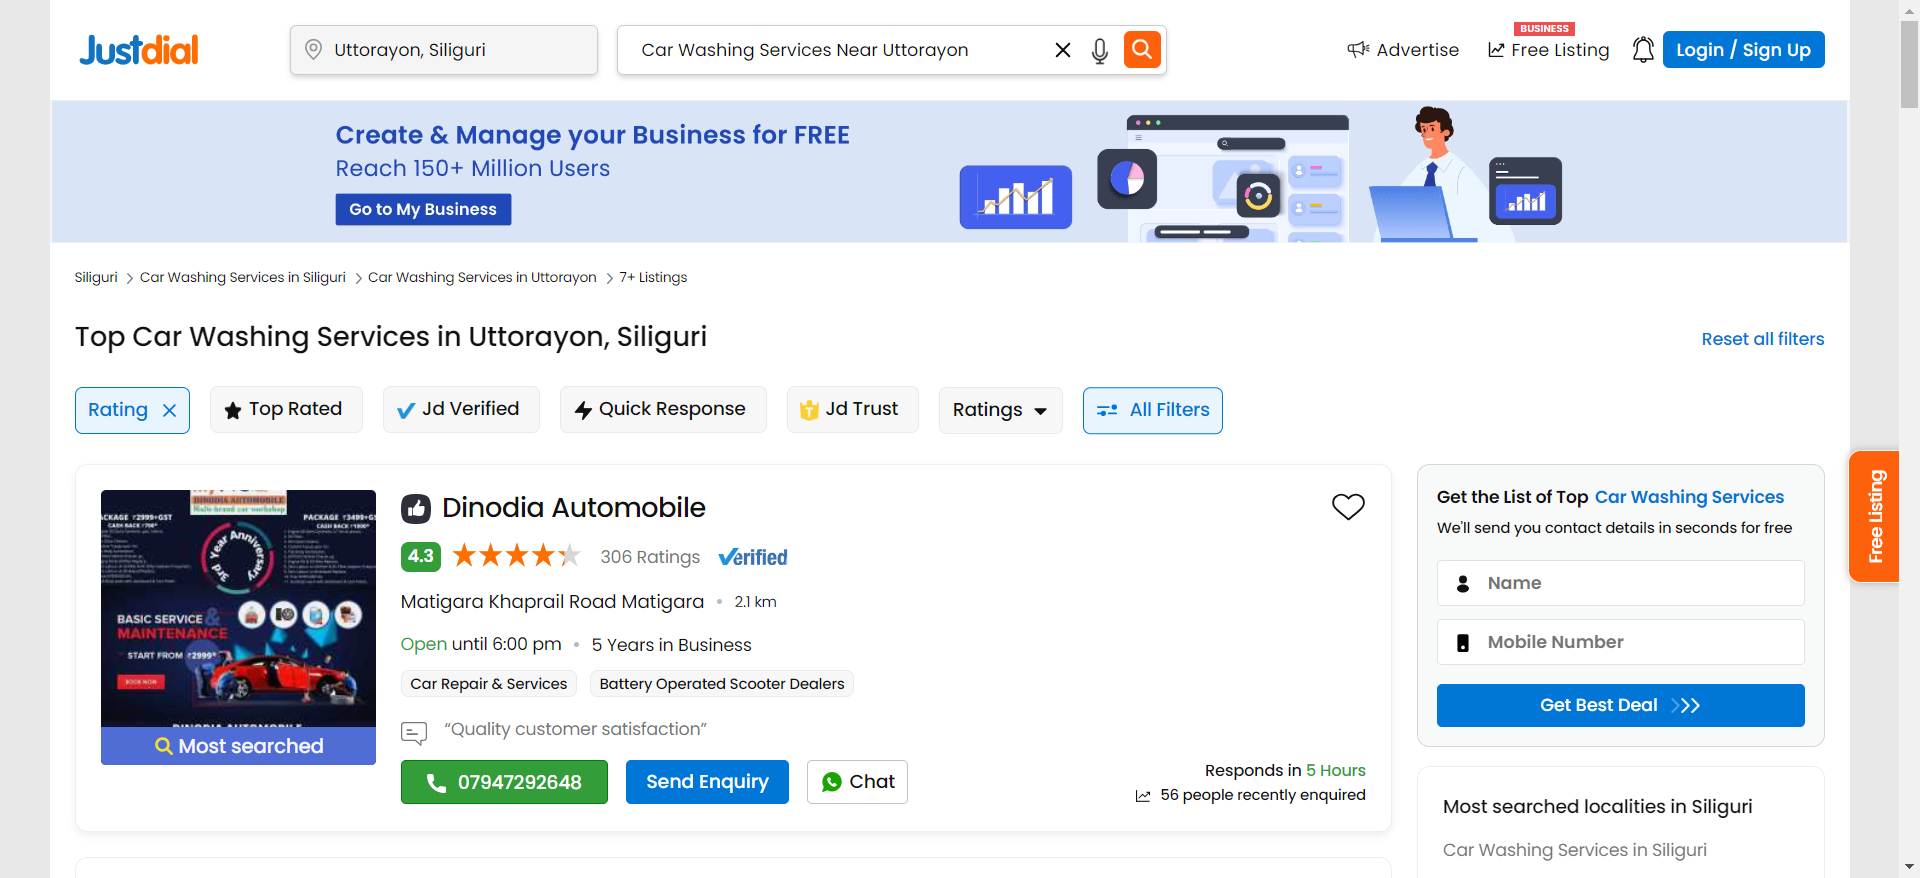 Justdial
Uttorayon, Siliguri
Car Washing Services Near Uttorayon
Advertise
BUSINESS
Free Listing
Login / Sign Up
Create & Manage your Business for FREE
Reach 150+ Million Users
Go to My Business
Siliguri > Car Washing Services in Siliguri > Car Washing Services in Uttorayon > 7+ Listings
Top Car Washing Services in Uttorayon, Siliguri
Reset all filters
Rating
Top Rated
Jd Verified
Quick Response
Jd Trust
Ratings
All Filters
DINODIA AUTOMOBILE
Multi-brand car workshop
PACKAGE ₹2999+GST
CASH BACK ₹700*
PACKAGE ₹3499+GS
CASH BACK ₹1000*
3rd Year Anniversary
BASIC SERVICE &
MAINTENANCE
START FROM ₹2999*
BOOK NOW
DINODIA AUTOMOBILE
Most searched
Dinodia Automobile
4.3
306 Ratings
Verified
Matigara Khaprail Road Matigara • 2.1 km
Open until 6:00 pm • 5 Years in Business
Car Repair & Services
Battery Operated Scooter Dealers
“Quality customer satisfaction”
07947292648
Send Enquiry
Chat
Responds in 5 Hours
56 people recently enquired
Get the List of Top Car Washing Services
We'll send you contact details in seconds for free
Name
Mobile Number
Get Best Deal
Most searched localities in Siliguri
Car Washing Services in Siliguri
Free Listing